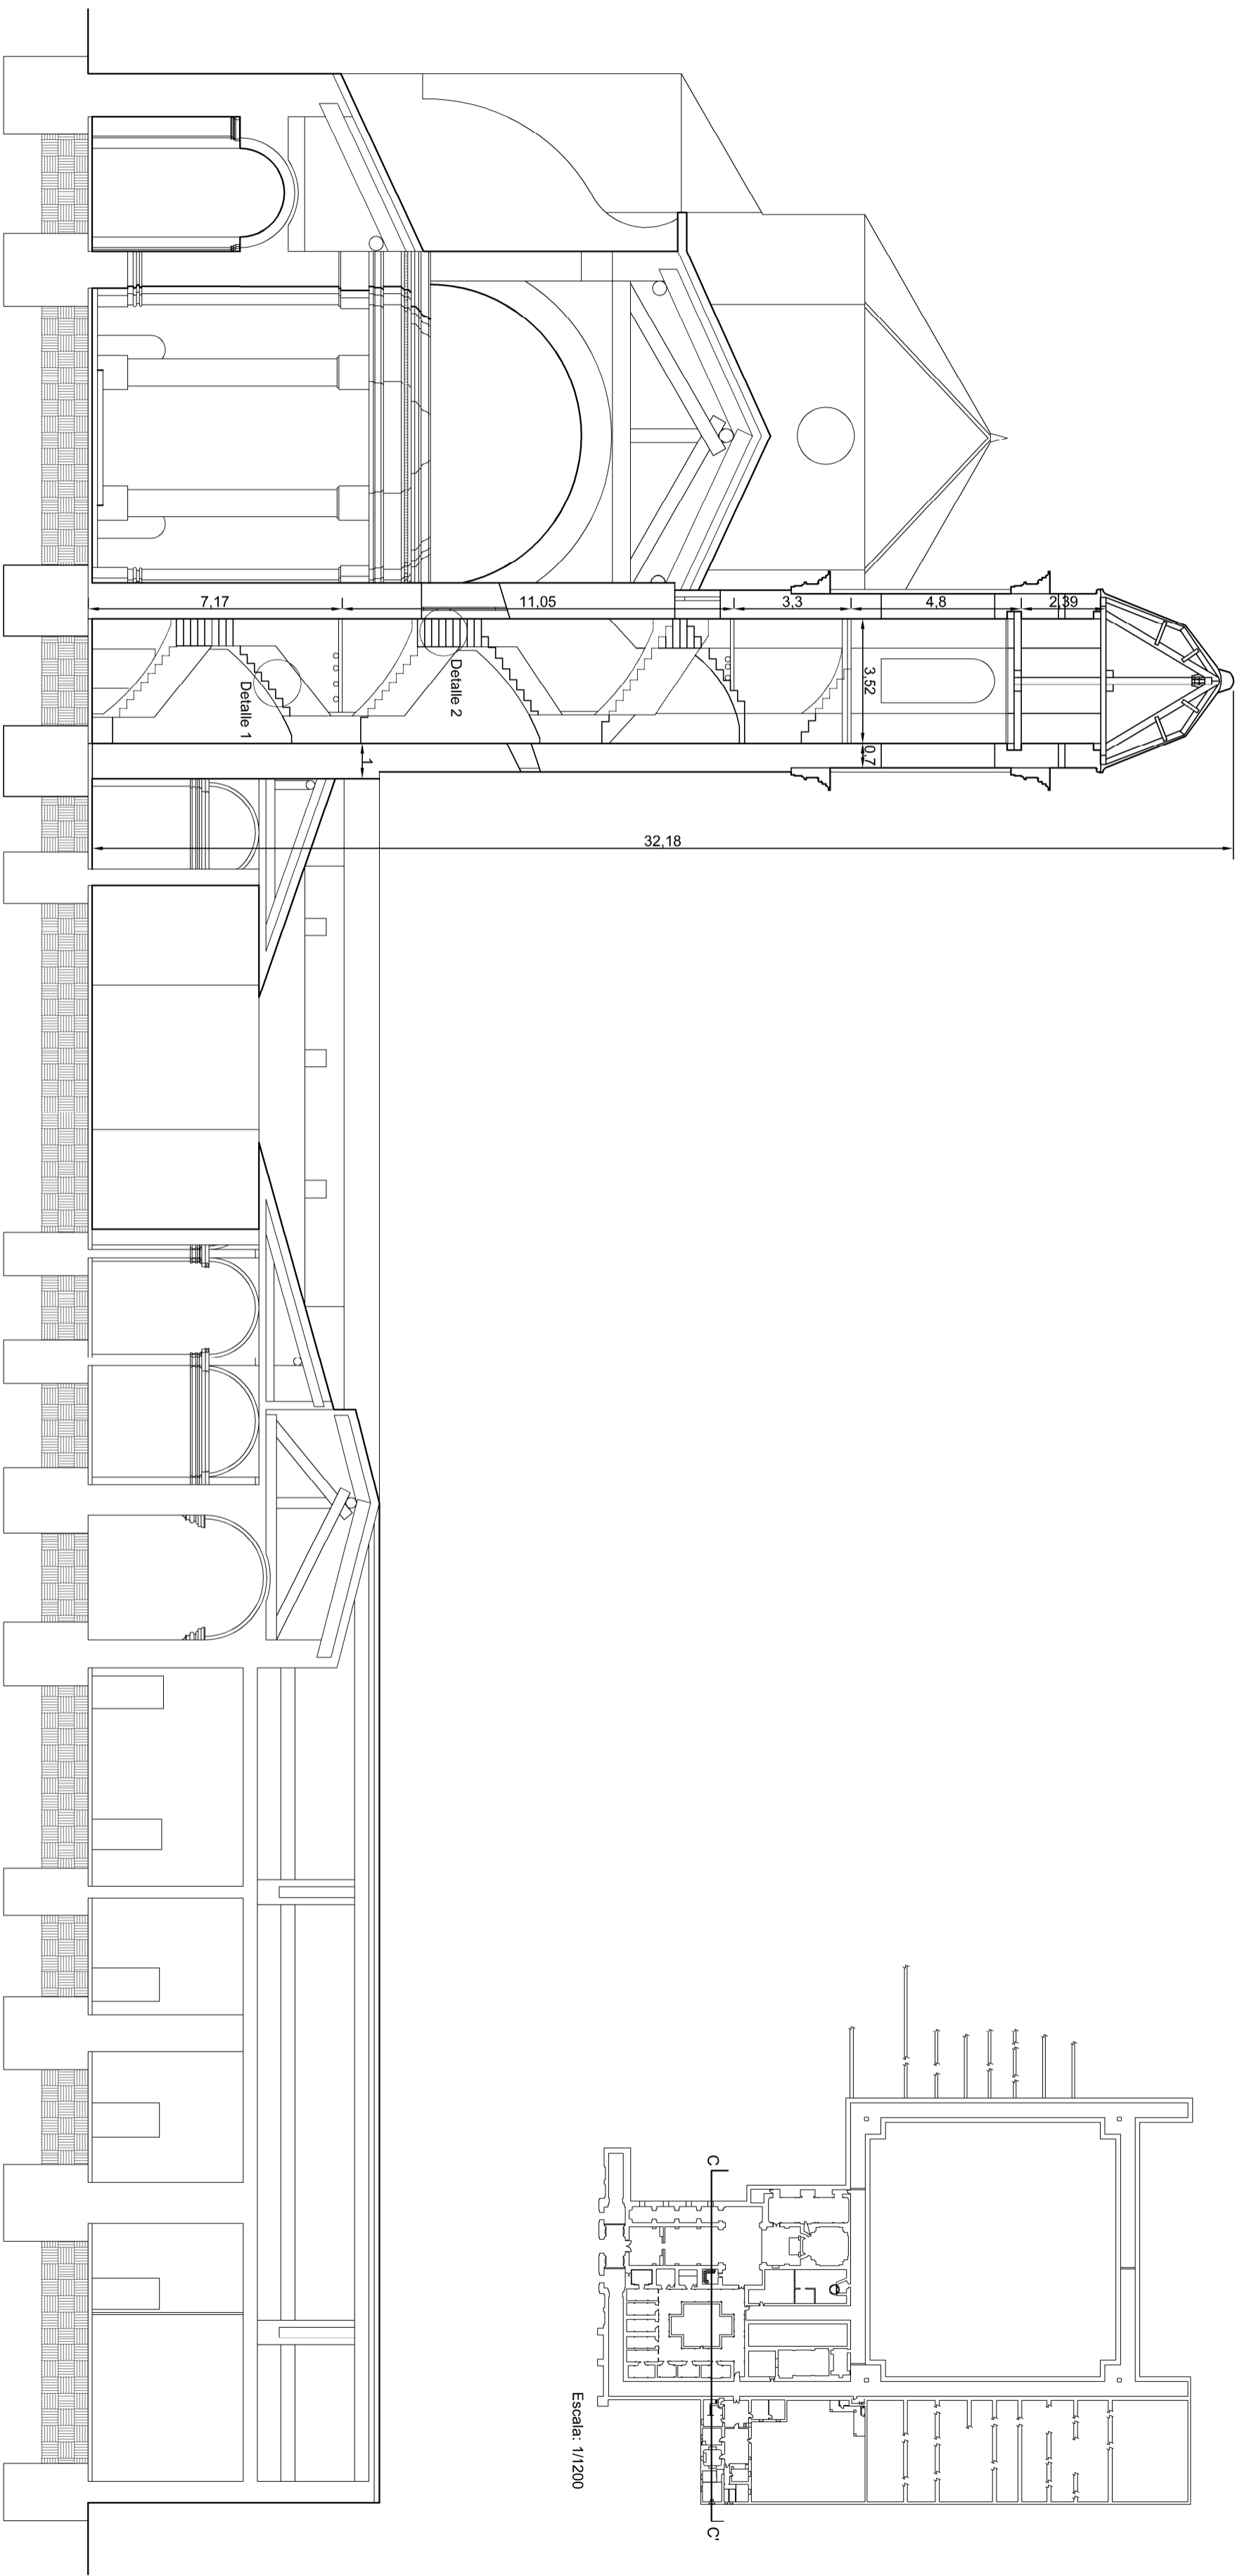 7,17
11,05
3,3
4,8
2,39
3,52
0,7
1
Detalle 1
Detalle 2
32,18
C
C'
Escala: 1/1200